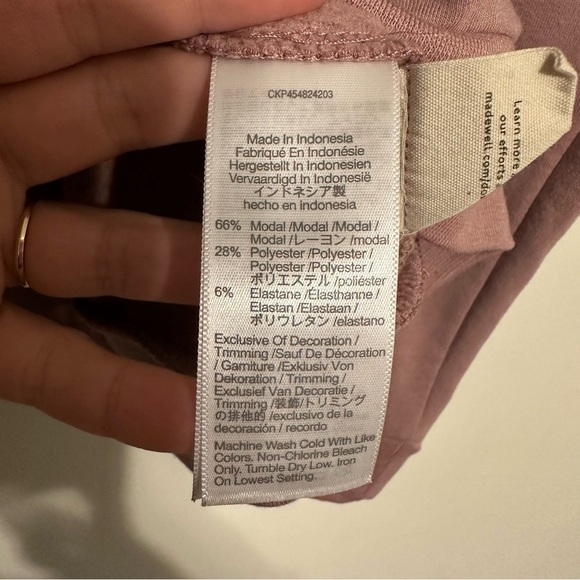 CKP454824203
Made In Indonesia
Fabriqué En Indonésie
Hergestellt In Indonesien
Vervaardigd In Indonesië
インドネシア製
hecho en indonesia
66% Modal /Modal /Modal /
Modal /レーヨン /modal
28% Polyester /Polyester /
Polyester /Polyester /
ポリエステル /poliéster
6% Elastane /Élasthanne /
Elastan /Elastaan /
ポリウレタン /elastano
Exclusive Of Decoration /
Trimming /Sauf De Décoration
/ Garniture /Exklusiv Von
Dekoration / Trimming /
Exclusief Van Decoratie /
Trimming /装飾/トリミング
の排他的 /exclusivo de la
decoración / recordo
Machine Wash Cold With Like
Colors. Non-Chlorine Bleach
Only. Tumble Dry Low. Iron
On Lowest Setting.
Learn more
our efforts
madewell.com/do